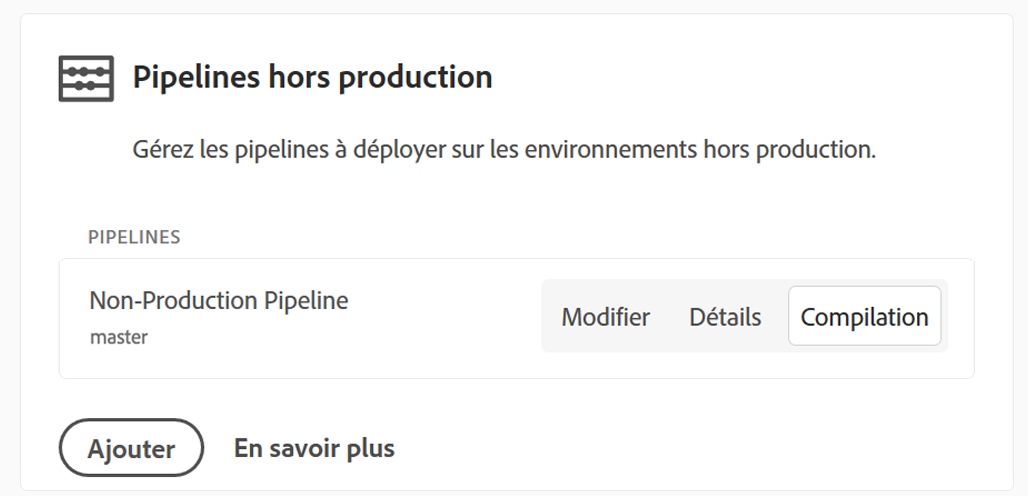 Pipelines hors production
Gérez les pipelines à déployer sur les environnements hors production.
PIPELINES
Non-Production Pipeline
master
Modifier Détails Compilation
Ajouter En savoir plus